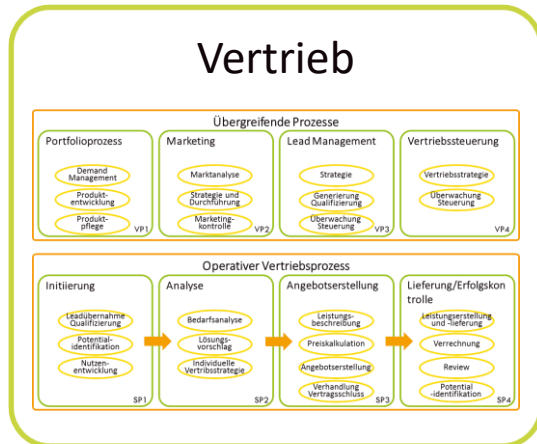 Vertrieb
Übergreifende Prozesse
Portfolioprozess
Demand
Management
Produkt-
entwicklung
Produkt-
pflege
VP1
Marketing
Marktanalyse
Strategie und
Durchführung
Marketing-
kontrolle
VP2
Lead Management
Strategie
Generierung
Qualifizierung
Überwachung
Steuerung
VP3
Vertriebssteuerung
Vertriebsstrategie
Überwachung
Steuerung
VP4
Operativer Vertriebsprozess
Initiierung
Leadübernahme
Qualifizierung
Potential-
identifikation
Nutzen-
entwicklung
SP1
Analyse
Bedarfsanalyse
Lösungs-
vorschlag
Individuelle
Vertribsstrategie
SP2
Angebotserstellung
Leistungs-
beschreibung
Preiskalkulation
Angebotserstellung
Verhandlung
Vertragsschluss
SP3
Lieferung/Erfolgskon
trolle
Leistungserstellung
und -lieferung
Verrechnung
Review
Potential
-identifikation
SP4